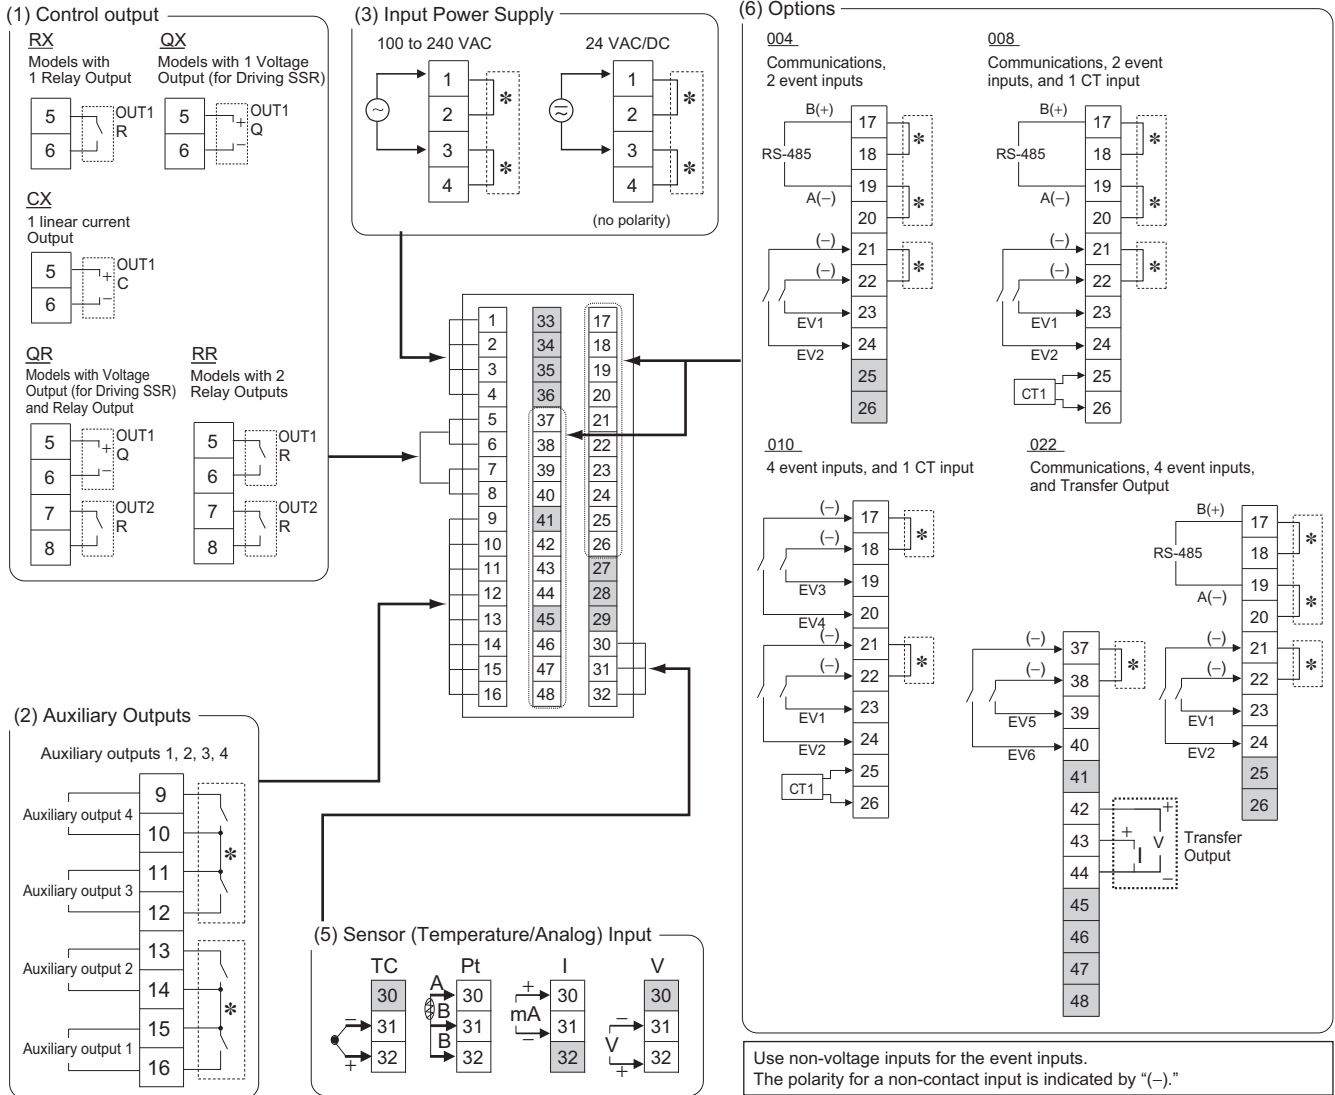 (1) Control output
RX
Models with
1 Relay Output
5
6
OUT1
R
QX
Models with 1 Voltage
Output (for Driving SSR)
5
6
+
−
OUT1
Q
CX
1 linear current
Output
5
6
+
−
OUT1
C
QR
Models with Voltage
Output (for Driving SSR)
and Relay Output
5
6
7
8
+
−
OUT1
Q
OUT2
R
RR
Models with 2
Relay Outputs
5
6
7
8
OUT1
R
OUT2
R
(3) Input Power Supply
100 to 240 VAC
~
1
2
3
4
*
*
24 VAC/DC
1
2
3
4
*
*
(no polarity)
1
2
3
4
5
6
7
8
9
10
11
12
13
14
15
16
33
34
35
36
37
38
39
40
41
42
43
44
45
46
47
48
17
18
19
20
21
22
23
24
25
26
27
28
29
30
31
32
(2) Auxiliary Outputs
Auxiliary outputs 1, 2, 3, 4
Auxiliary output 4
Auxiliary output 3
Auxiliary output 2
Auxiliary output 1
9
10
11
12
13
14
15
16
*
*
(5) Sensor (Temperature/Analog) Input
TC
−
+
30
31
32
Pt
A
B
B
30
31
32
I
+
mA
−
30
31
32
V
−
V
+
30
31
32
(6) Options
004
Communications,
2 event inputs
B(+)
RS-485
A(−)
(−)
(−)
EV1
EV2
17
18
19
20
21
22
23
24
25
26
*
*
*
008
Communications, 2 event
inputs, and 1 CT input
B(+)
RS-485
A(−)
(−)
(−)
EV1
EV2
CT1
17
18
19
20
21
22
23
24
25
26
*
*
*
010
4 event inputs, and 1 CT input
(−)
(−)
EV3
EV4
(−)
(−)
EV1
EV2
CT1
17
18
19
20
21
22
23
24
25
26
*
*
022
Communications, 4 event inputs,
and Transfer Output
B(+)
RS-485
A(−)
(−)
(−)
EV1
EV2
17
18
19
20
21
22
23
24
25
26
*
*
*
(−)
(−)
EV5
EV6
37
38
39
40
41
42
43
44
45
46
47
48
*
+
+
I
V
−
Transfer
Output
Use non-voltage inputs for the event inputs.
The polarity for a non-contact input is indicated by “(−).”